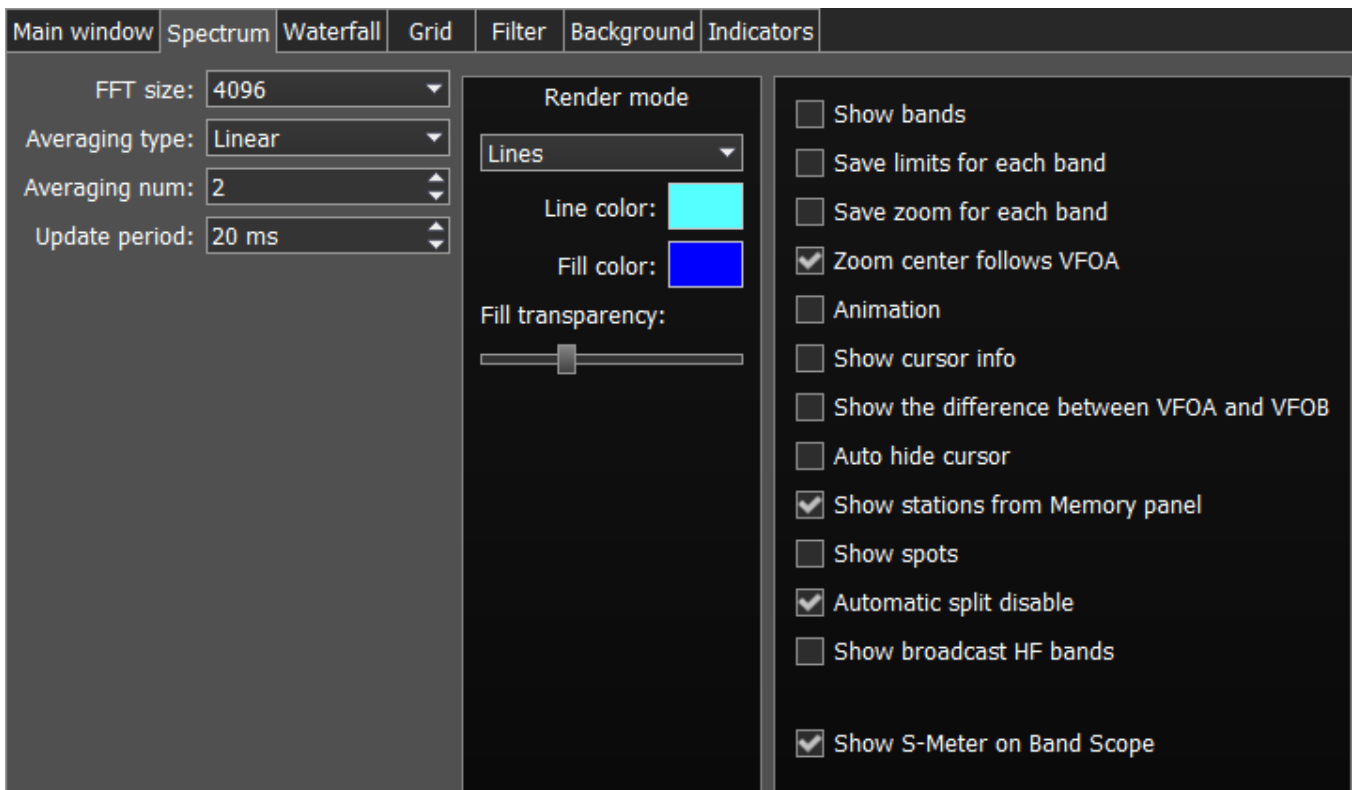 Main window Spectrum Waterfall Grid Filter Background Indicators
FFT size: 4096
Averaging type: Linear
Averaging num: 2
Update period: 20 ms
Render mode
Lines
Line color:
Fill color:
Fill transparency:
Show bands
Save limits for each band
Save zoom for each band
Zoom center follows VFOA
Animation
Show cursor info
Show the difference between VFOA and VFOB
Auto hide cursor
Show stations from Memory panel
Show spots
Automatic split disable
Show broadcast HF bands
Show S-Meter on Band Scope